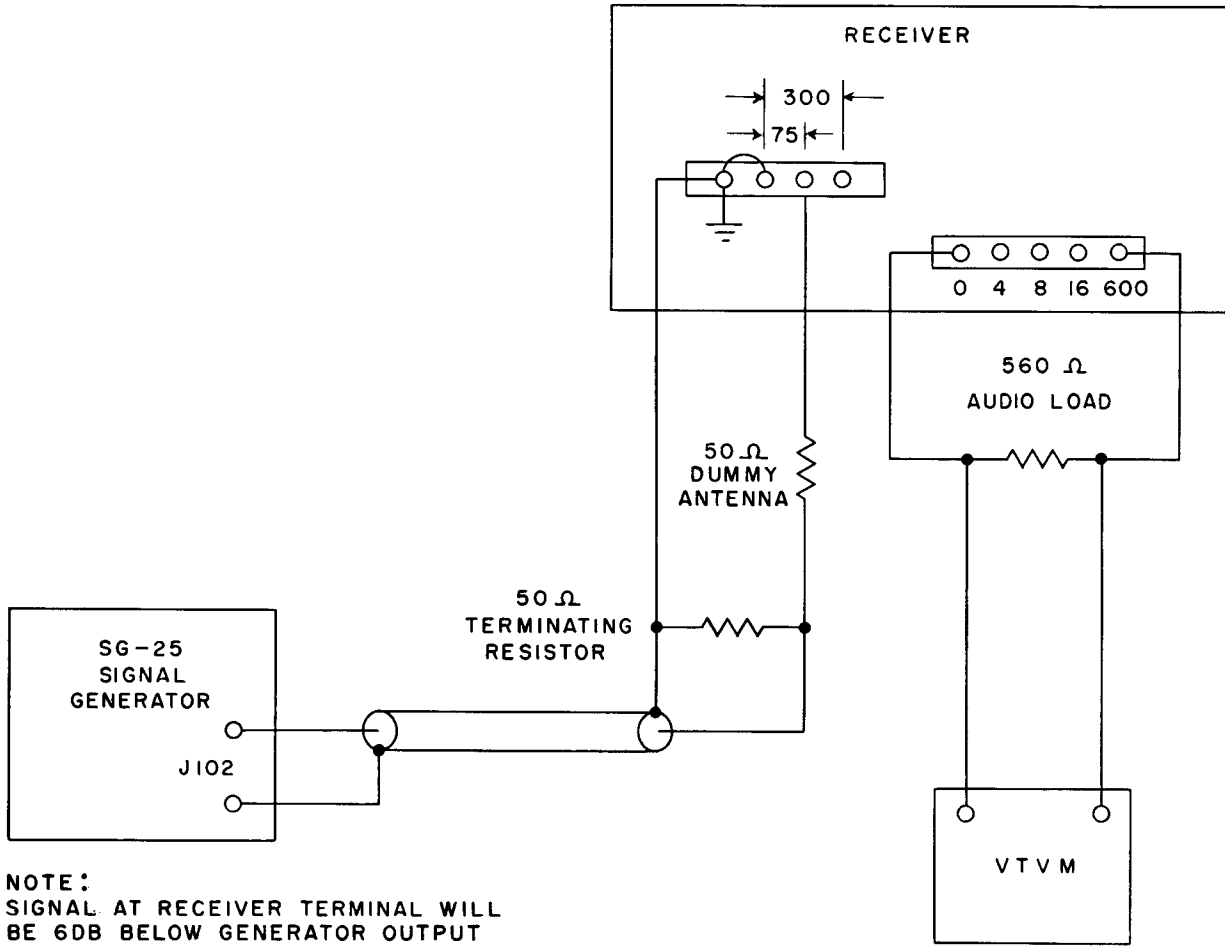 RECEIVER
300
75
0 4 8 16 600
560 Ω
AUDIO LOAD
50 Ω
DUMMY
ANTENNA
50 Ω
TERMINATING
RESISTOR
SG-25
SIGNAL
GENERATOR
J102
VTVM
NOTE:
SIGNAL AT RECEIVER TERMINAL WILL
BE 6DB BELOW GENERATOR OUTPUT